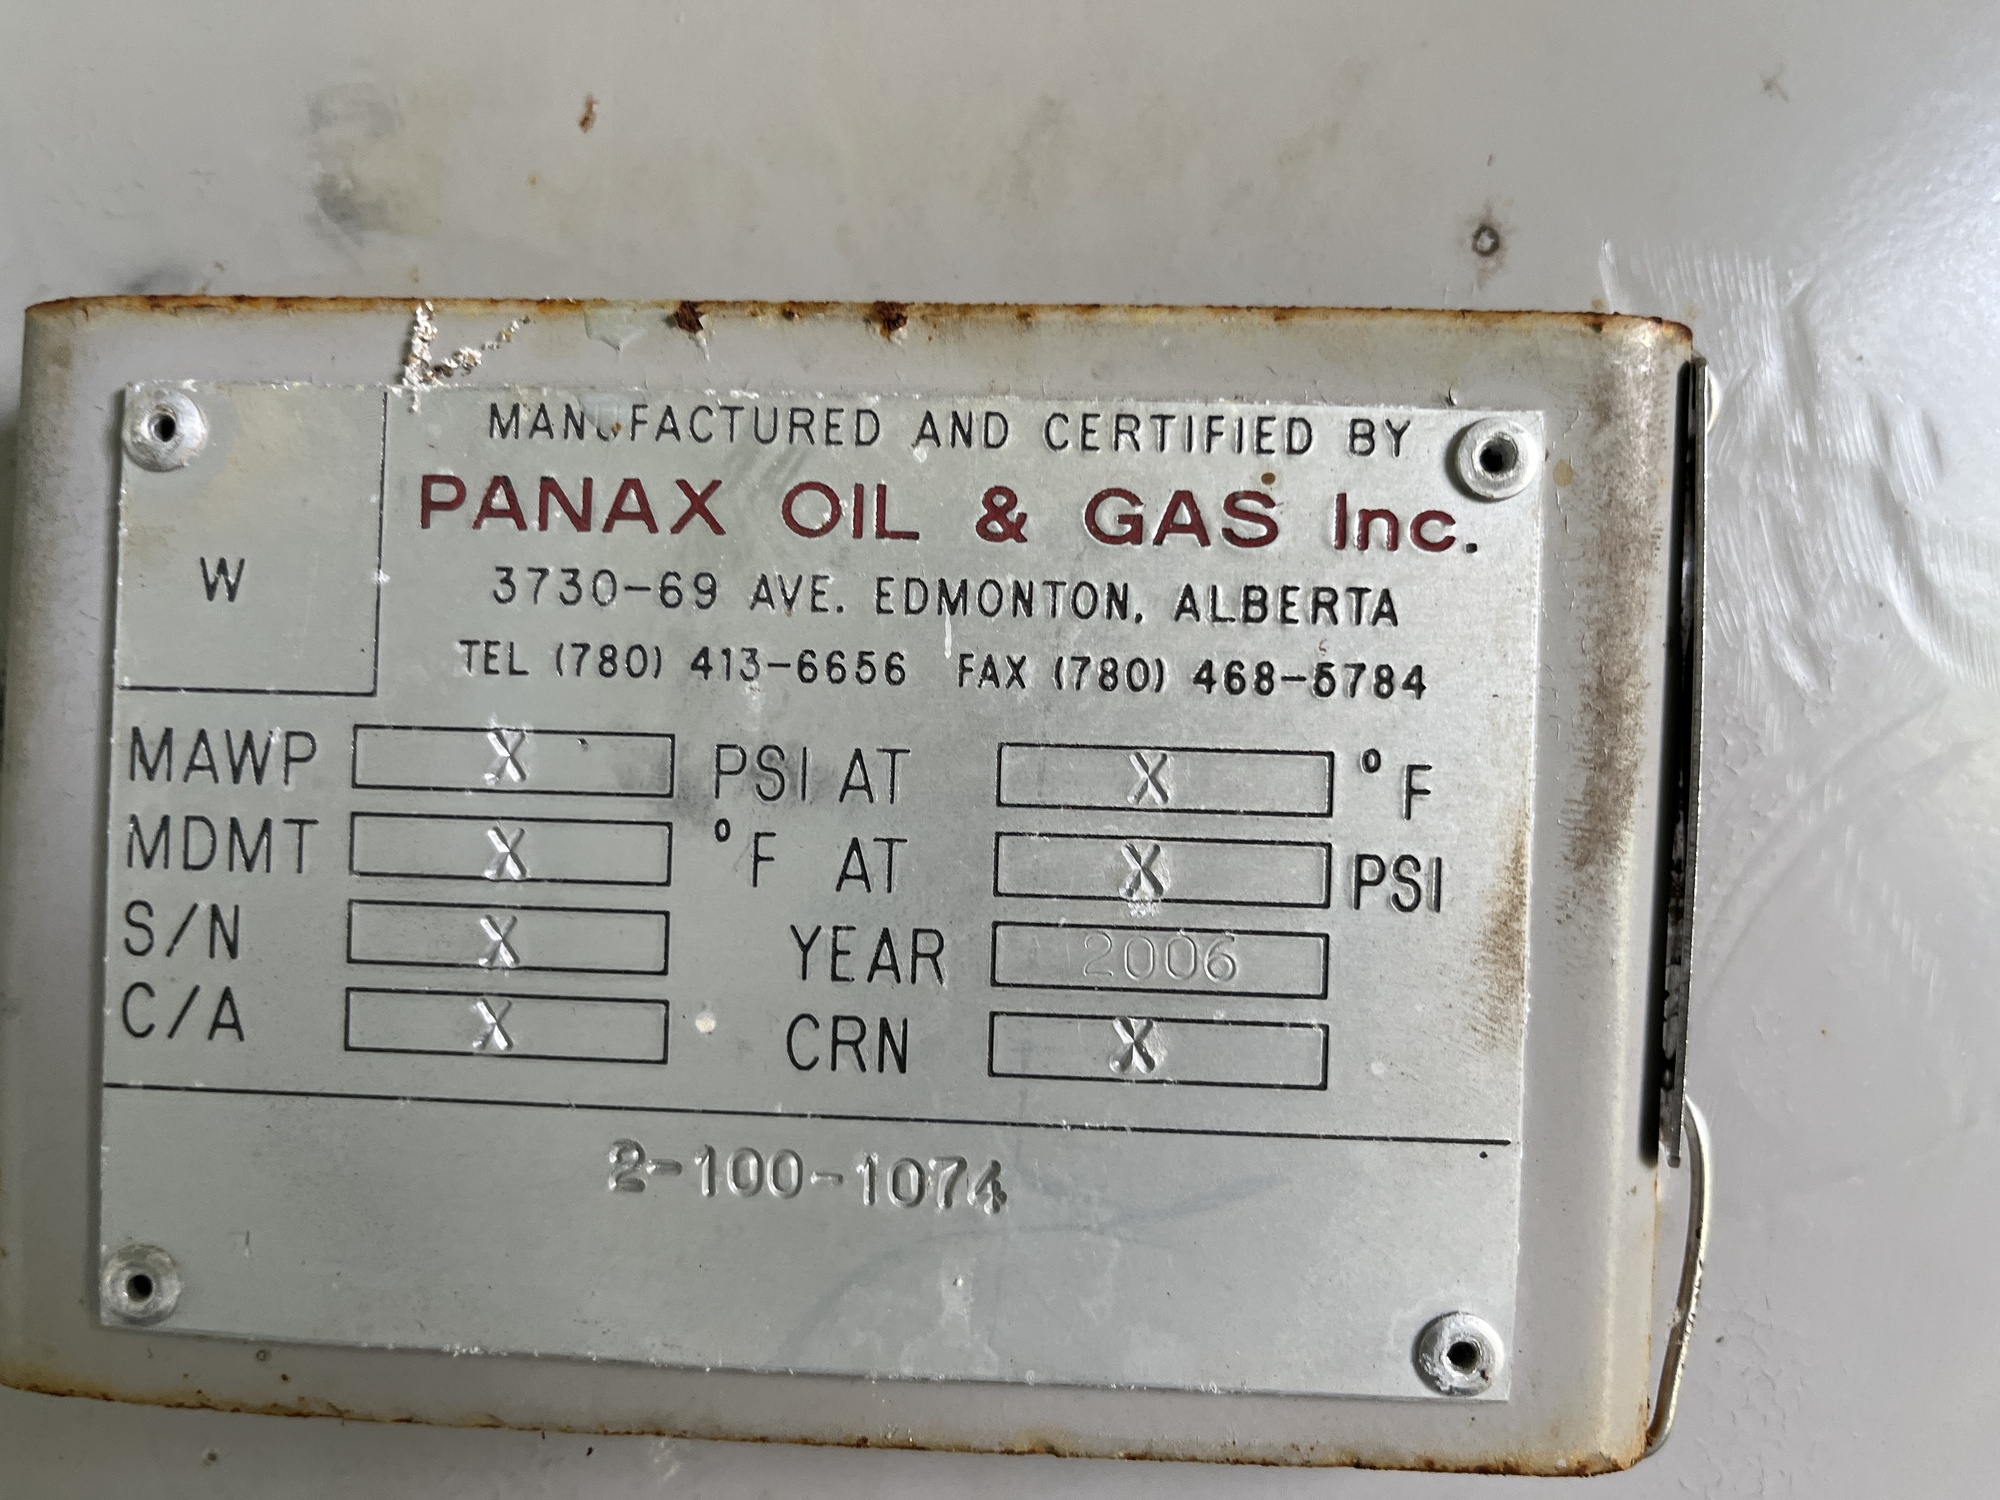 MANUFACTURED AND CERTIFIED BY
PANAX OIL & GAS Inc.
W
3730-69 AVE. EDMONTON, ALBERTA
TEL (780) 413-6656 FAX (780) 468-5784
MAWP X PSI AT X °F
MDMT X °F AT X PSI
S/N X YEAR 2006
C/A X CRN X
2-100-1074